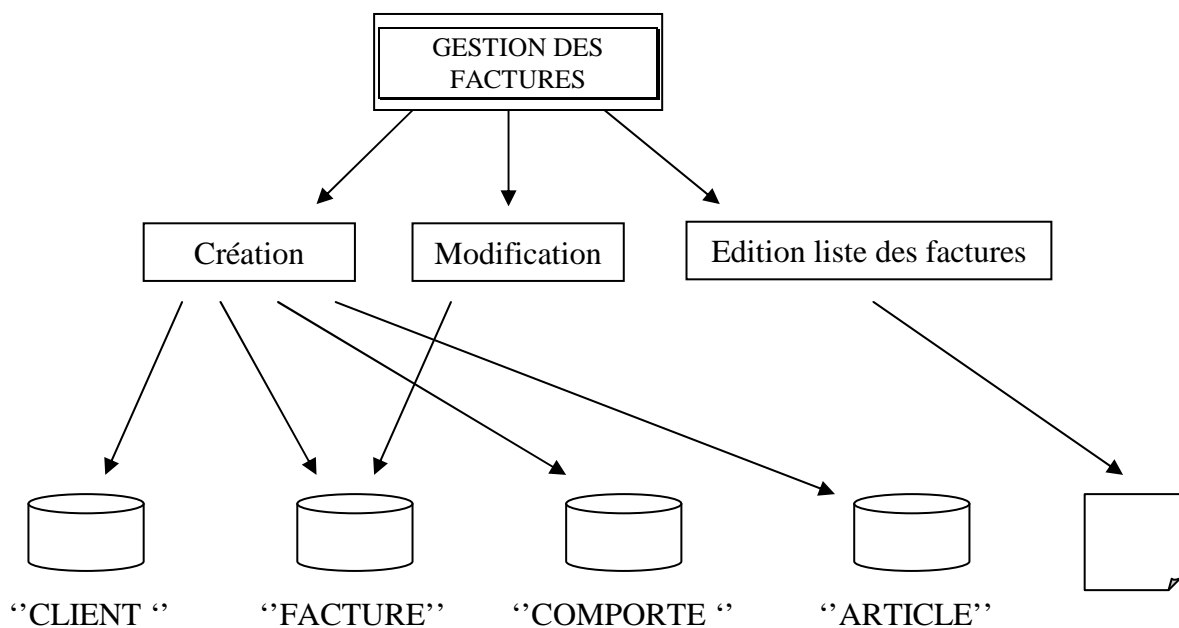 GESTION DES
FACTURES
Création
Modification
Edition liste des factures
‘’CLIENT ‘’
‘’FACTURE’’
‘’COMPORTE ‘’
‘’ARTICLE’’